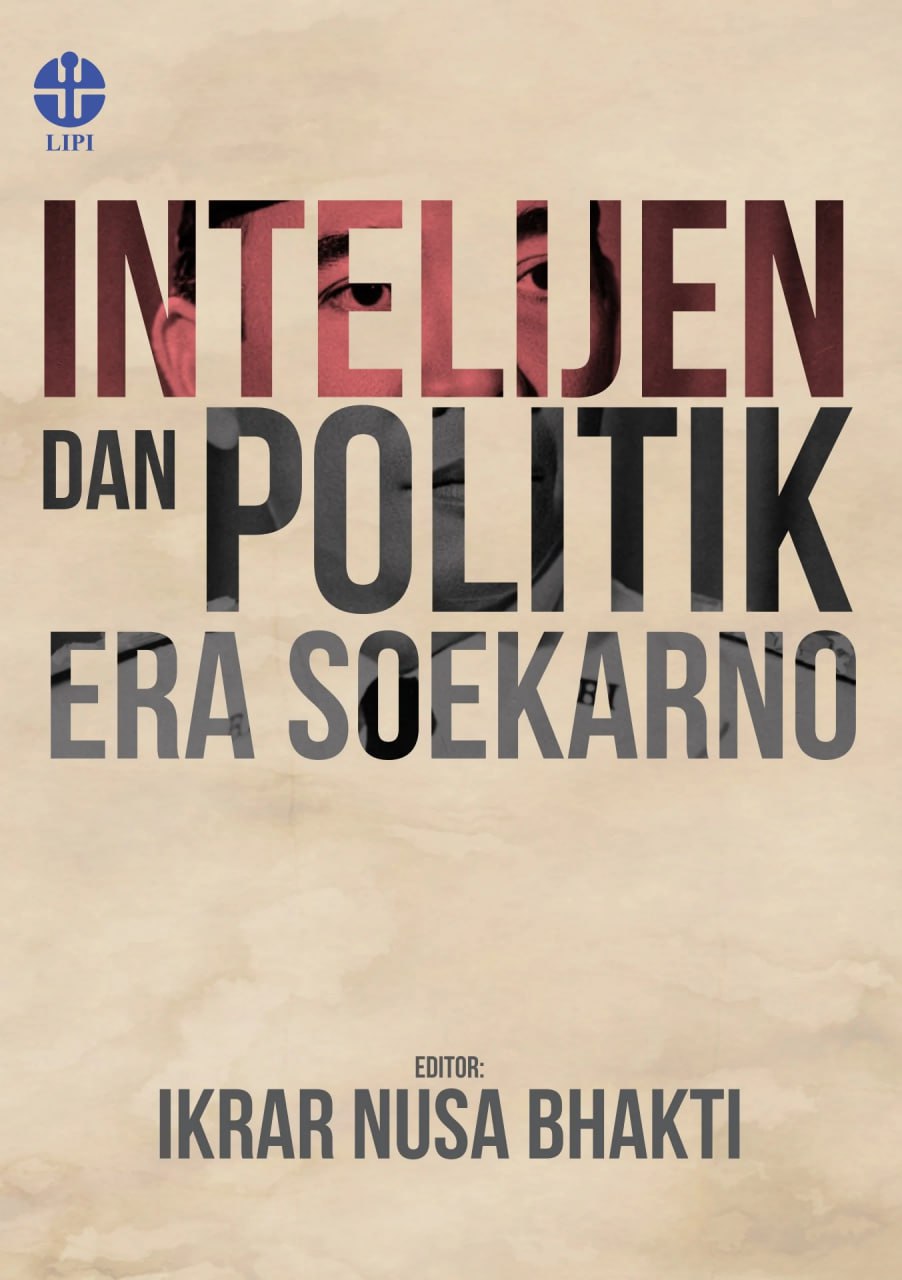 LIPI
INTELIJEN
DAN POLITIK
ERA SOEKARNO
EDITOR:
IKRAR NUSA BHAKTI